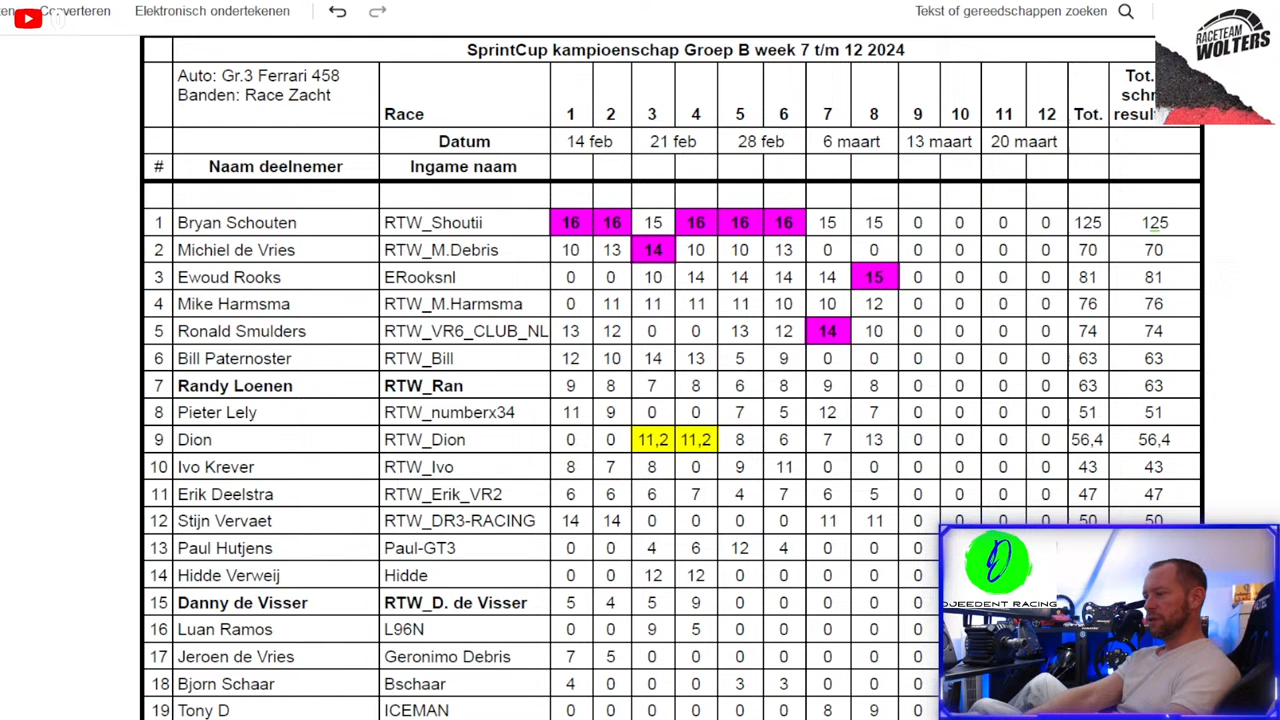 Converteren Elektronisch ondertekenen Tekst of gereedschappen zoeken
RACETEAM
WOLTERS
SprintCup kampioenschap Groep B week 7 t/m 12 2024
Auto: Gr.3 Ferrari 458
Banden: Race Zacht
Race 1 2 3 4 5 6 7 8 9 10 11 12 Tot. Tot.
Datum 14 feb 21 feb 28 feb 6 maart 13 maart 20 maart
# Naam deelnemer Ingame naam
1 Bryan Schouten RTW_Shoutii 16 16 15 16 16 16 15 15 0 0 0 0 125 125
2 Michiel de Vries RTW_M.Debris 10 13 14 10 10 13 0 0 0 0 0 0 70 70
3 Ewoud Rooks ERooksnl 0 0 10 14 14 14 14 15 0 0 0 0 81 81
4 Mike Harmsma RTW_M.Harmsma 0 11 11 11 11 10 10 12 0 0 0 0 76 76
5 Ronald Smulders RTW_VR6_CLUB_NL 13 12 0 0 13 12 14 10 0 0 0 0 74 74
6 Bill Paternoster RTW_Bill 12 10 14 13 5 9 0 0 0 0 0 0 63 63
7 Randy Loenen RTW_Ran 9 8 7 8 6 8 9 8 0 0 0 0 63 63
8 Pieter Lely RTW_numberx34 11 9 0 0 7 5 12 7 0 0 0 0 51 51
9 Dion RTW_Dion 0 0 11,2 11,2 8 6 7 13 0 0 0 0 56,4 56,4
10 Ivo Krever RTW_Ivo 8 7 8 0 9 11 0 0 0 0 0 0 43 43
11 Erik Deelstra RTW_Erik_VR2 6 6 6 7 4 7 6 5 0 0 0 0 47 47
12 Stijn Vervaet RTW_DR3-RACING 14 14 0 0 0 0 11 11 0 0 0 0 50 50
13 Paul Hutjens Paul-GT3 0 0 4 6 12 4 0 0 0
14 Hidde Verweij Hidde 0 0 12 12 0 0 0 0 0
15 Danny de Visser RTW_D. de Visser 5 4 5 9 0 0 0 0 0
16 Luan Ramos L96N 0 0 9 5 0 0 0 0 0
17 Jeroen de Vries Geronimo Debris 7 5 0 0 0 0 0 0 0
18 Bjorn Schaar Bschaar 4 0 0 0 3 3 0 0 0
19 Tony D ICEMAN 0 0 0 0 0 0 8 9 0
DJEEDENT RACING